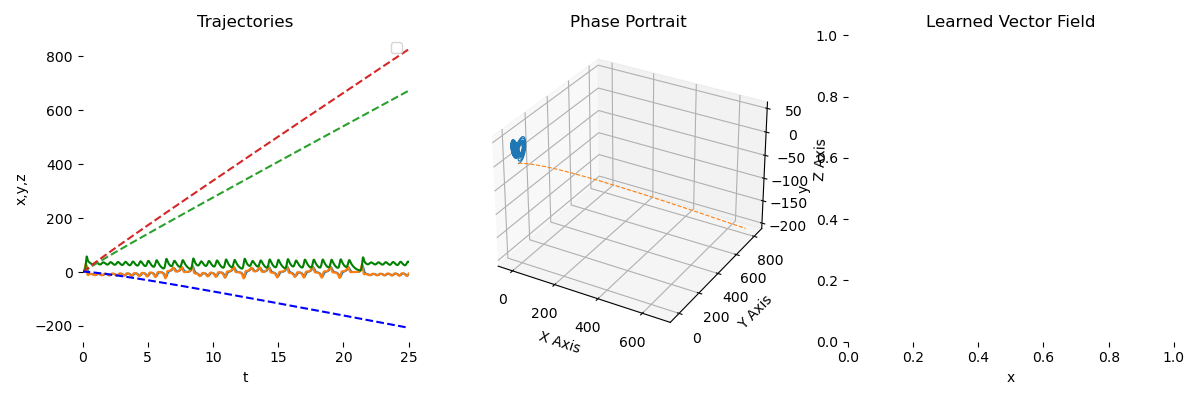 Trajectories
x,y,z
800
600
400
200
0
−200
0 5 10 15 20 25
t
Phase Portrait
50
0
−50
−100
−150
−200
Z Axis
0 200 400 600
X Axis
0 200 400 600 800
Y Axis
Learned Vector Field
y
1.0
0.8
0.6
0.4
0.2
0.0
0.0 0.2 0.4 0.6 0.8 1.0
x